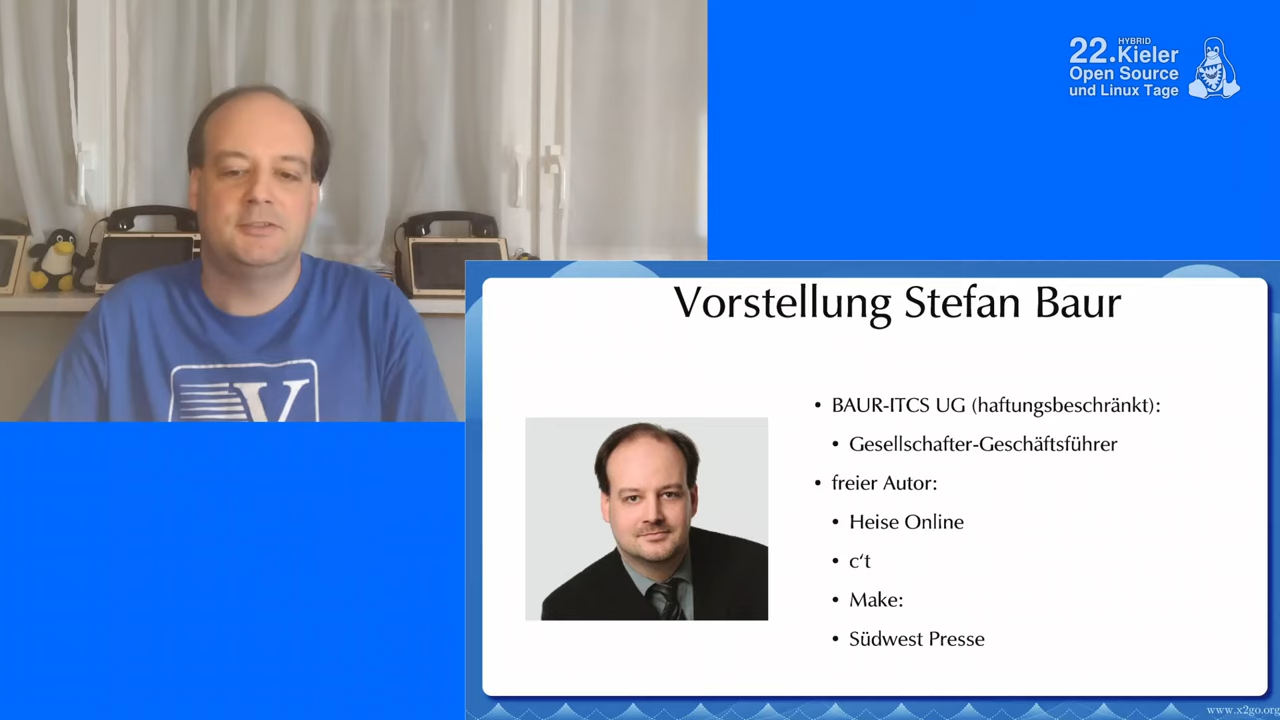 HYBRID
22.Kieler
Open Source
und Linux Tage
Vorstellung Stefan Baur
• BAUR-ITCS UG (haftungsbeschränkt):
• Gesellschafter-Geschäftsführer
• freier Autor:
• Heise Online
• c‘t
• Make:
• Südwest Presse
www.x2go.org